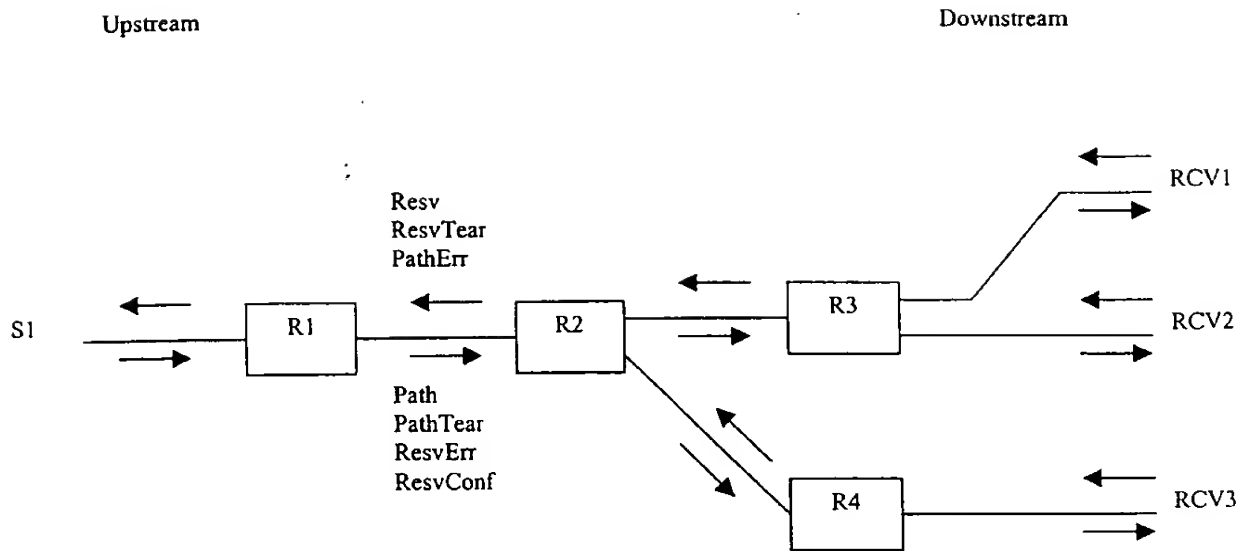 Upstream
Downstream
RCV1
Resv
ResvTear
PathErr
S1
R1
R2
R3
RCV2
Path
PathTear
ResvErr
ResvConf
R4
RCV3